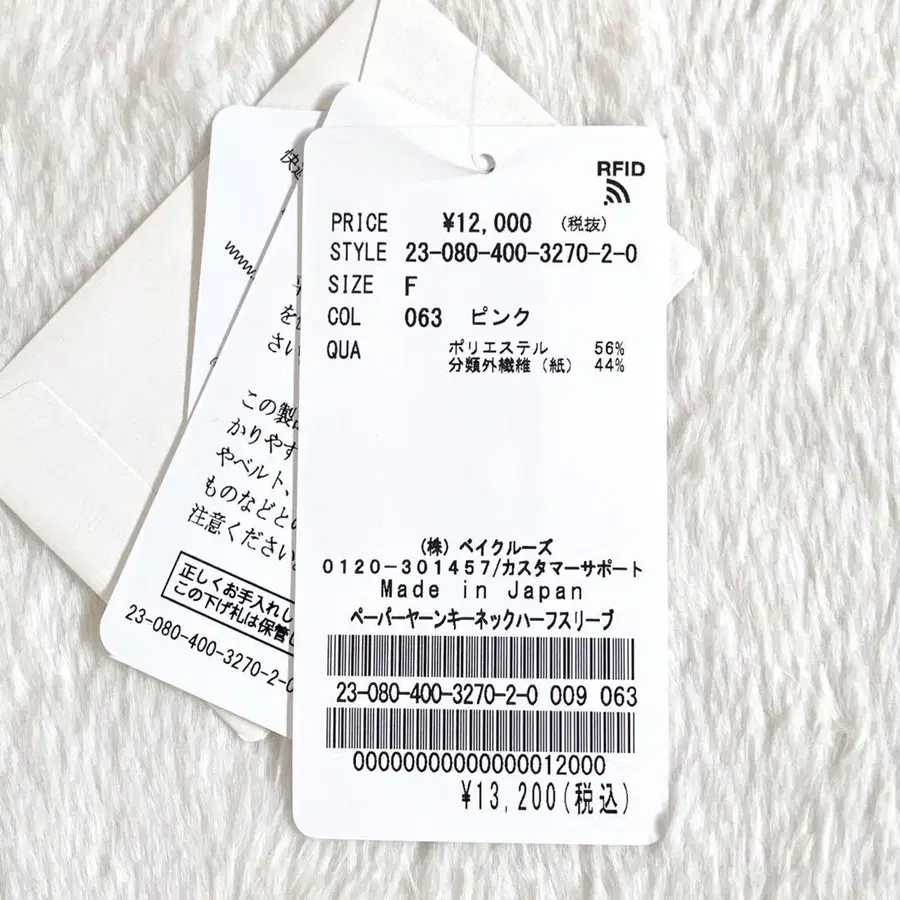 RFID
PRICE ¥12,000 (税抜)
STYLE 23-080-400-3270-2-0
SIZE F
COL 063 ピンク
QUA ポリエステル 56%
分類外繊維(紙) 44%
(株) ベイクルーズ
0120-301457/カスタマーサポート
Made in Japan
ペーパーヤーンキーネックハーフスリーブ
23-080-400-3270-2-0 009 063
00000000000000012000
¥13,200(税込)
www.
さい
この製品
かりやす
やベルト、
ものなどとの
注意ください。
正しくお手入れし
この下げ札は保管し
23-080-400-3270-2-0